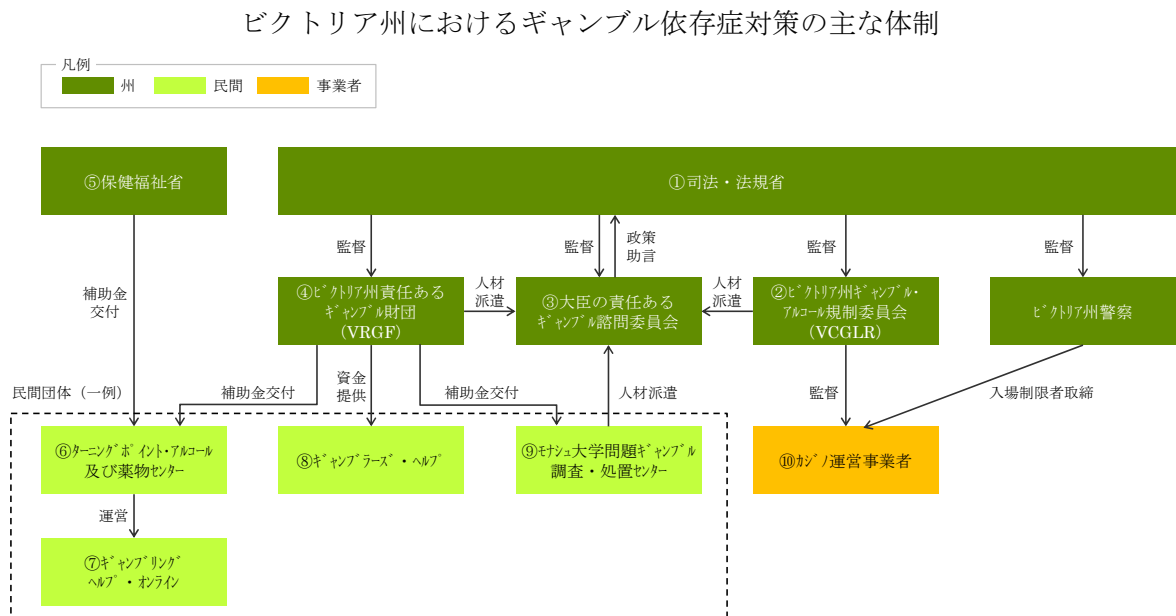 ビクトリア州におけるギャンブル依存症対策の主な体制
凡例
州
民間
事業者
⑤保健福祉省
①司法・法規省
監督
監督
政策
助言
監督
監督
補助金
交付
④ﾋﾞｸﾄﾘｱ州責任ある
ｷﾞｬﾝﾌﾞﾙ財団
(VRGF)
人材
派遣
③大臣の責任ある
ｷﾞｬﾝﾌﾞﾙ諮問委員会
人材
派遣
②ﾋﾞｸﾄﾘｱ州ｷﾞｬﾝﾌﾞﾙ・
ｱﾙｺｰﾙ規制委員会
(VCGLR)
ﾋﾞｸﾄﾘｱ州警察
民間団体（一例）
補助金交付
資金
提供
補助金交付
人材派遣
監督
入場制限者取締
⑥ﾀｰﾆﾝｸﾞﾎﾟｲﾝﾄ・ｱﾙｺｰﾙ
及び薬物ｾﾝﾀｰ
⑧ｷﾞｬﾝﾌﾞﾗｰｽﾞ・ﾍﾙﾌﾟ
⑨ﾓﾅｼｭ大学問題ｷﾞｬﾝﾌﾞﾙ
調査・処置ｾﾝﾀｰ
⑩ｶｼﾞﾉ運営事業者
運営
⑦ｷﾞｬﾝﾌﾞﾘﾝｸﾞ
ﾍﾙﾌﾟ・ｵﾝﾗｲﾝ